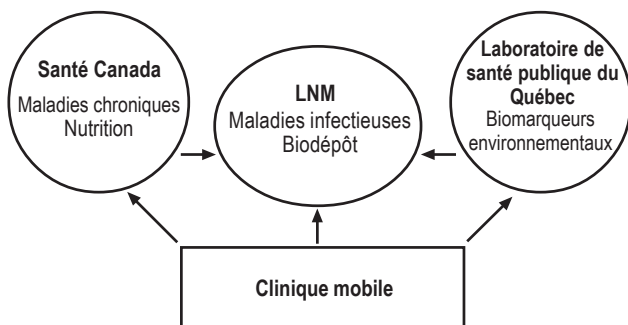 Santé Canada
Maladies chroniques
Nutrition
LNM
Maladies infectieuses
Biodépôt
Laboratoire de
santé publique du
Québec
Biomarqueurs
environnementaux
Clinique mobile